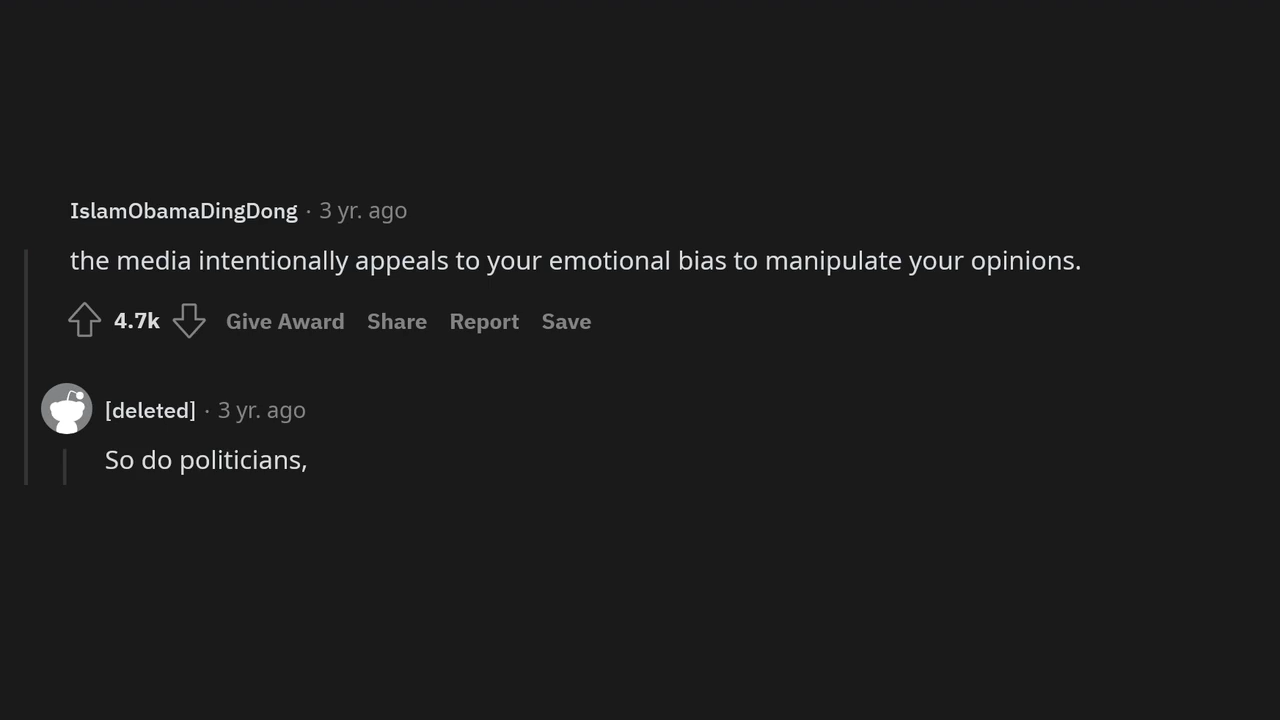 IslamObamaDingDong · 3 yr. ago
the media intentionally appeals to your emotional bias to manipulate your opinions.
4.7k Give Award Share Report Save
[deleted] · 3 yr. ago
So do politicians,